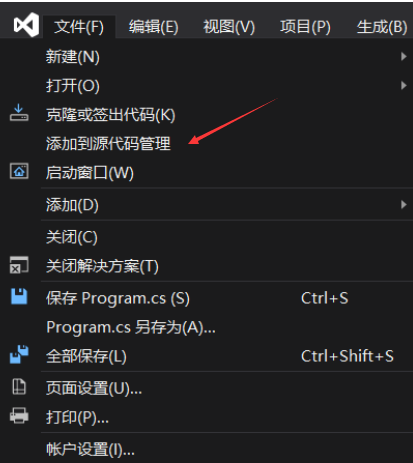 文件(F) 编辑(E) 视图(V) 项目(P) 生成(B)
新建(N)
打开(O)
克隆或签出代码(K)
添加到源代码管理
启动窗口(W)
添加(D)
关闭(C)
关闭解决方案(T)
保存 Program.cs (S) Ctrl+S
Program.cs 另存为(A)...
全部保存(L) Ctrl+Shift+S
页面设置(U)...
打印(P)...
帐户设置(I)...